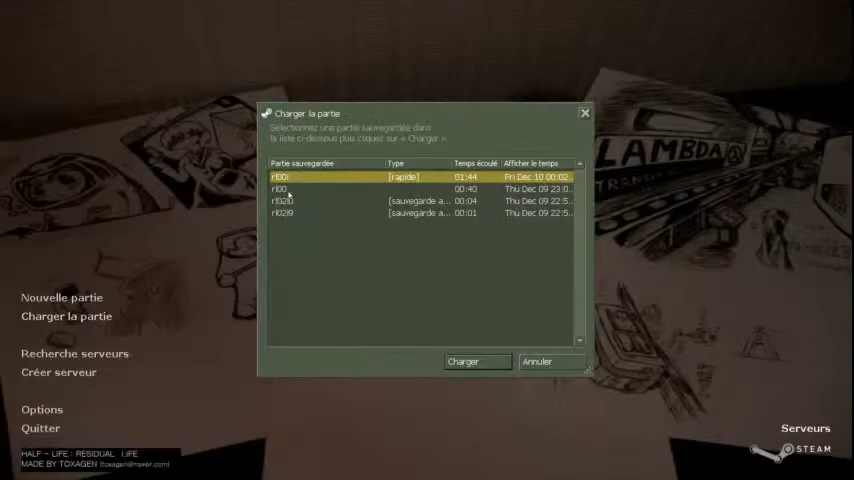 Charger la partie
Sélectionnez une partie sauvegardée dans
la liste ci-dessous puis cliquez sur « Charger »
Partie sauvegardée Type Temps écoulé Afficher le temps
[rapide] 01:44 Fri Dec 10 00:02...
rl00 00:40 Thu Dec 09 23:0...
[sauvegarde a... 00:04 Thu Dec 09 22:5...
[sauvegarde a... 00:01 Thu Dec 09 22:5...
Charger Annuler
LAMBDA
Nouvelle partie
Charger la partie
Recherche serveurs
Créer serveur
Options
Quitter
Serveurs
STEAM
HALF - LIFE : RESIDUAL LIFE
MADE BY TOXAGEN